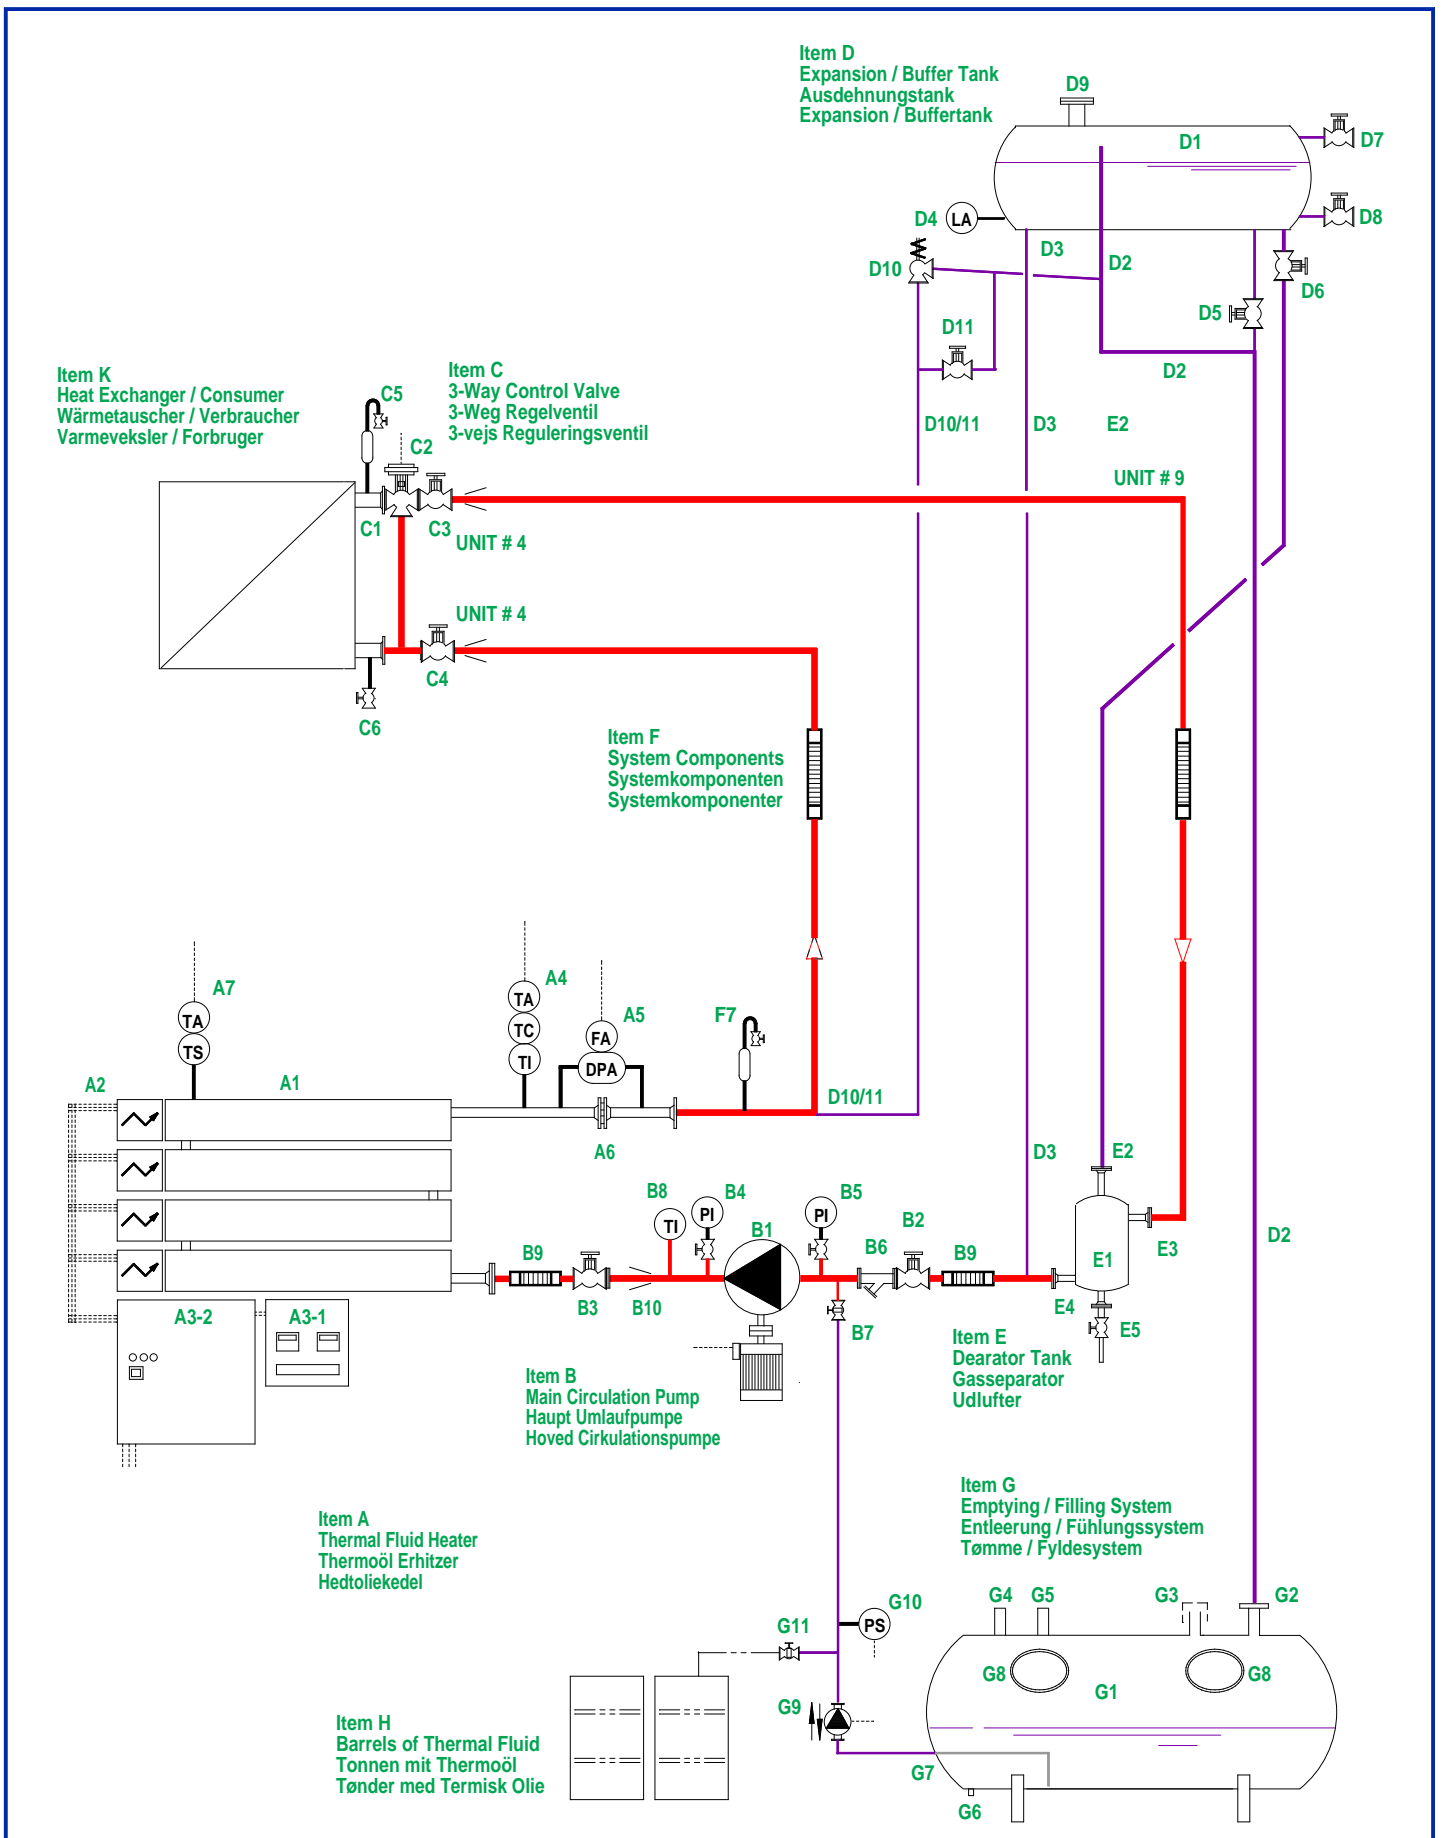 Item D
Expansion / Buffer Tank
Ausdehnungstank
Expansion / Buffertank
D9
D1
D7
D8
D4
LA
D3
D2
D10
D6
D5
D11
D2
Item K
Heat Exchanger / Consumer
Wärmetauscher / Verbraucher
Varmeveksler / Forbruger
Item C
3-Way Control Valve
3-Weg Regelventil
3-vejs Reguleringsventil
C5
C2
D10/11
D3
E2
UNIT # 9
C1
C3
UNIT # 4
UNIT # 4
C4
C6
Item F
System Components
Systemkomponenten
Systemkomponenter
A7
TA
TS
A4
TA
TC
TI
A5
FA
DPA
F7
A2
A1
D10/11
A6
D3
E2
B8
TI
B4
PI
B1
B5
PI
B2
B6
B9
B9
E3
D2
E1
B3
B10
E4
B7
E5
A3-2
A3-1
Item E
Dearator Tank
Gasseparator
Udlufter
Item B
Main Circulation Pump
Haupt Umlaufpumpe
Hoved Cirkulationspumpe
Item A
Thermal Fluid Heater
Thermoöl Erhitzer
Hedtoliekedel
Item G
Emptying / Filling System
Entleerung / Fühlungssystem
Tømme / Fyldesystem
G4
G5
G3
G2
G10
PS
G11
G8
G8
G1
G9
G7
G6
Item H
Barrels of Thermal Fluid
Tonnen mit Thermoöl
Tønder med Termisk Olie